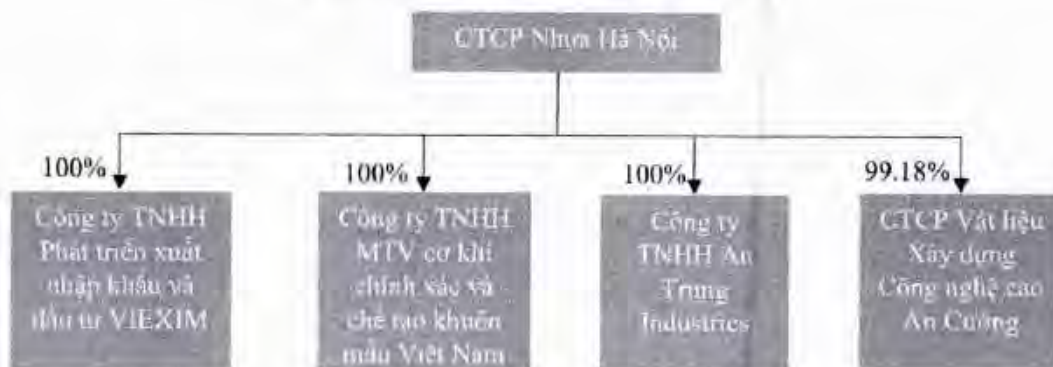 CTCP Nhựa Hà Nội
100%
100%
100%
99.18%
Công ty TNHH
Phát triển xuất
nhập khẩu và
đầu tư VIEXIM
Công ty TNHH
MTV cơ khí
chính xác và
chế tạo khuôn
mẫu Việt Nam
Công ty
TNHH An
Trung
Industries
CTCP Vật liệu
Xây dựng
Công nghệ cao
An Cường